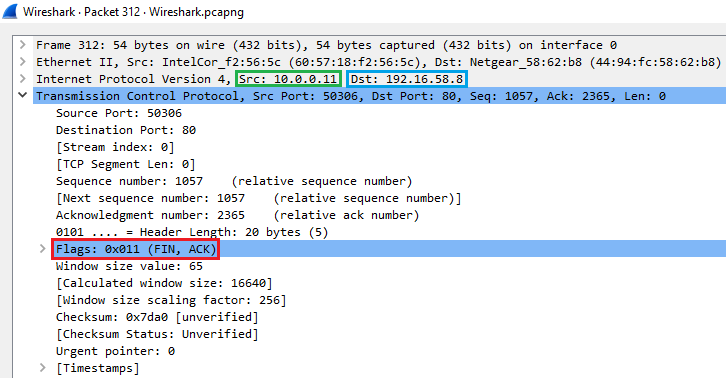 Wireshark · Packet 312 · Wireshark.pcapng
Frame 312: 54 bytes on wire (432 bits), 54 bytes captured (432 bits) on interface 0
Ethernet II, Src: IntelCor_f2:56:5c (60:57:18:f2:56:5c), Dst: Netgear_58:62:b8 (44:94:fc:58:62:b8)
Internet Protocol Version 4, Src: 10.0.0.11, Dst: 192.16.58.8
Transmission Control Protocol, Src Port: 50306, Dst Port: 80, Seq: 1057, Ack: 2365, Len: 0
Source Port: 50306
Destination Port: 80
[Stream index: 0]
[TCP Segment Len: 0]
Sequence number: 1057 (relative sequence number)
[Next sequence number: 1057 (relative sequence number)]
Acknowledgment number: 2365 (relative ack number)
0101 .... = Header Length: 20 bytes (5)
Flags: 0x011 (FIN, ACK)
Window size value: 65
[Calculated window size: 16640]
[Window size scaling factor: 256]
Checksum: 0x7da0 [unverified]
[Checksum Status: Unverified]
Urgent pointer: 0
[Timestamps]